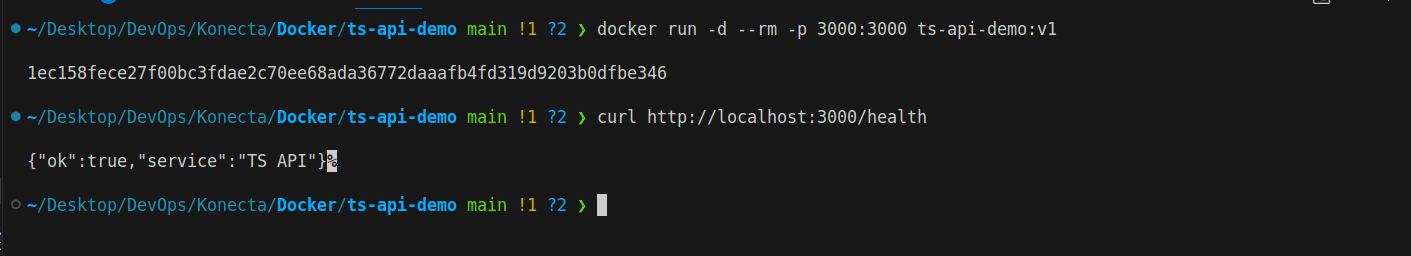 ~/Desktop/DevOps/Konecta/Docker/ts-api-demo main !1 ?2 ❯ docker run -d --rm -p 3000:3000 ts-api-demo:v1
1ec158fece27f00bc3fdae2c70ee68ada36772daaafb4fd319d9203b0dfbe346
~/Desktop/DevOps/Konecta/Docker/ts-api-demo main !1 ?2 ❯ curl http://localhost:3000/health
{"ok":true,"service":"TS API"}%
~/Desktop/DevOps/Konecta/Docker/ts-api-demo main !1 ?2 ❯